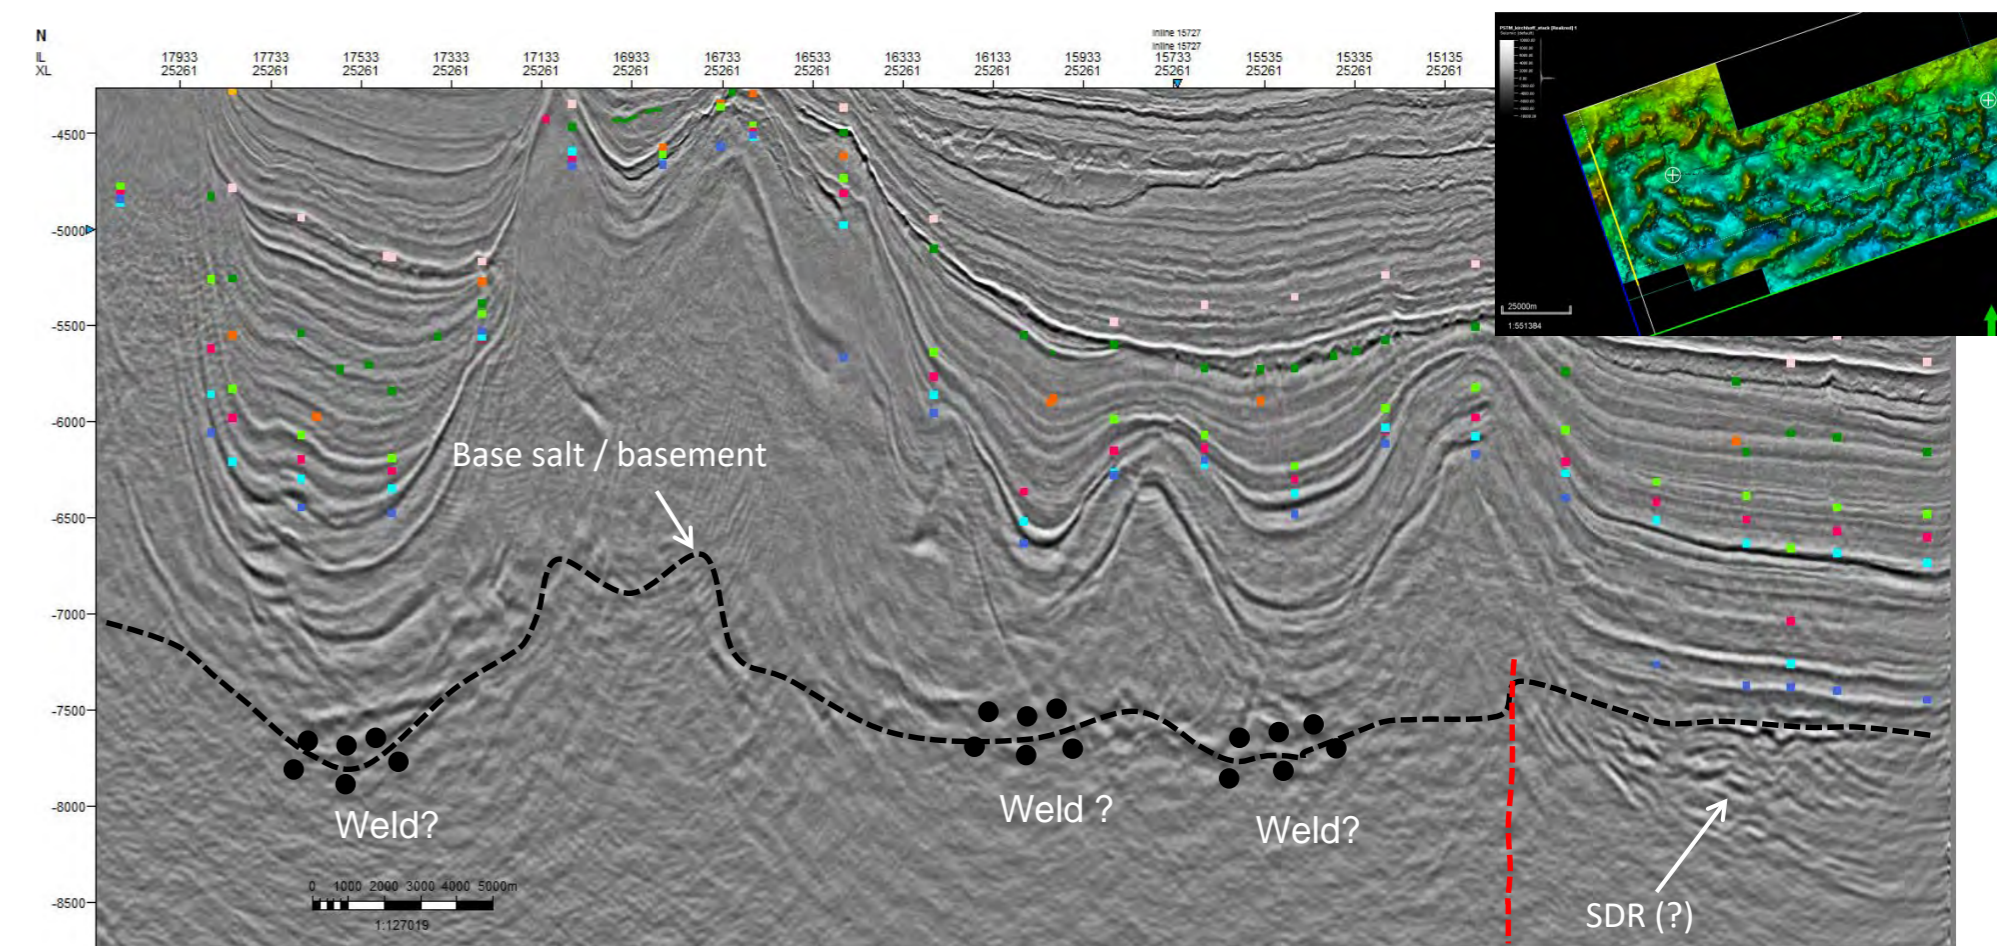 N
IL 17933 17733 17533 17333 17133 16933 16733 16533 16333 16133 15933 15733 15535 15335 15135
XL 25261 25261 25261 25261 25261 25261 25261 25261 25261 25261 25261 25261 25261 25261 25261
Inline 15727
Inline 15727
-4500
-5000
-5500
-6000
-6500
-7000
-7500
-8000
-8500
Base salt / basement
Weld?
Weld ?
Weld?
SDR (?)
0 1000 2000 3000 4000 5000m
1:127019
25000m
1:551384